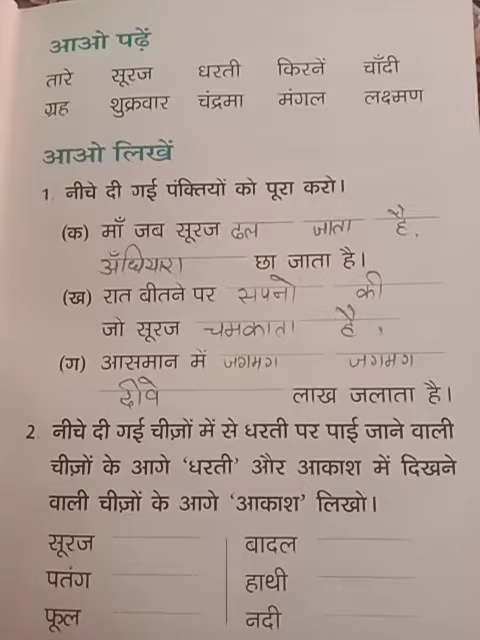 आओ पढ़ें
तारे सूरज धरती किरनें चाँदी
ग्रह शुक्रवार चंद्रमा मंगल लक्ष्मण
आओ लिखें
1. नीचे दी गई पंक्तियों को पूरा करो।
(क) माँ जब सूरज ढल जाता है,
अँधियारा छा जाता है।
(ख) रात बीतने पर सपनो की
जो सूरज चमकाता है,
(ग) आसमान में जगमग जगमग
दीवे लाख जलाता है।
2. नीचे दी गई चीज़ों में से धरती पर पाई जाने वाली
चीज़ों के आगे 'धरती' और आकाश में दिखने
वाली चीज़ों के आगे 'आकाश' लिखो।
सूरज बादल
पतंग हाथी
फूल नदी